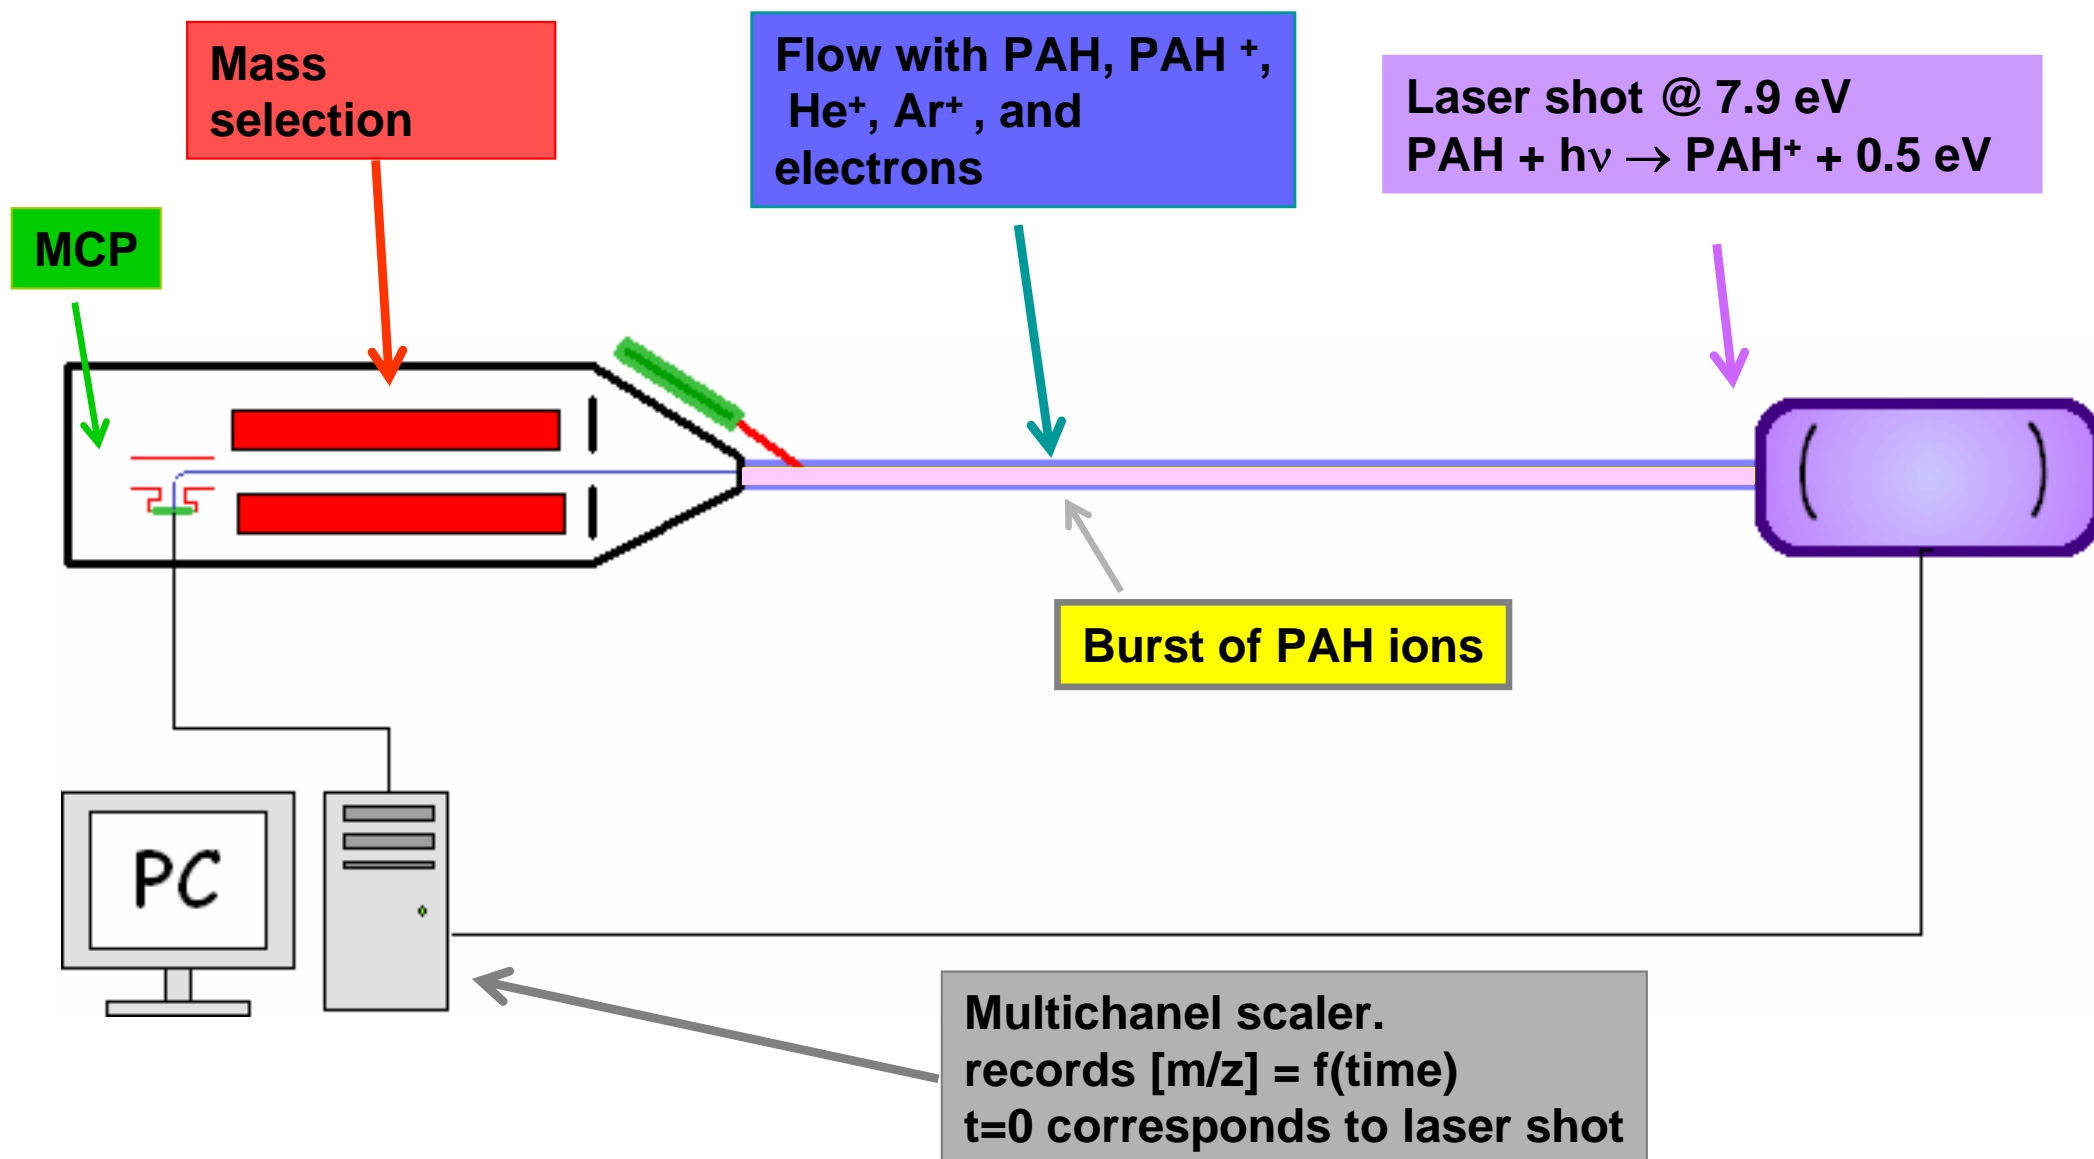 Mass
selection
Flow with PAH, PAH +,
He+, Ar+ , and
electrons
Laser shot @ 7.9 eV
PAH + hν → PAH+ + 0.5 eV
MCP
Burst of PAH ions
PC
Multichanel scaler.
records [m/z] = f(time)
t=0 corresponds to laser shot